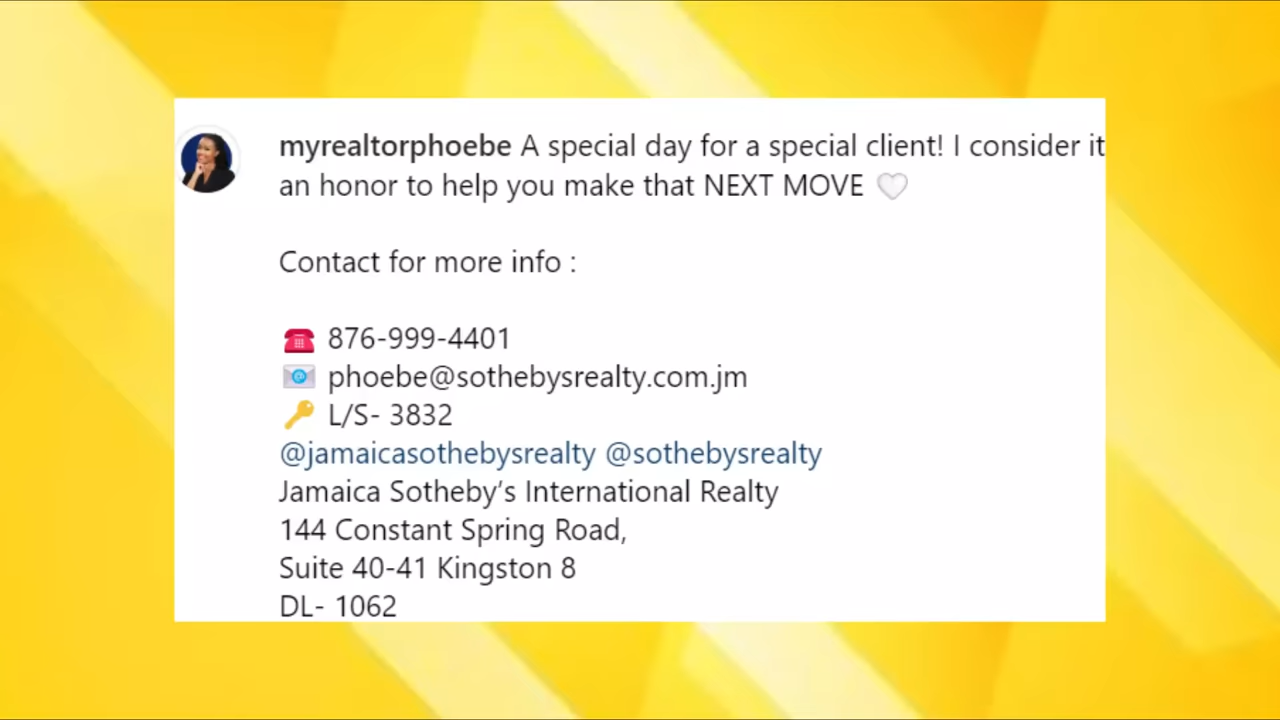 myrealtorphoebe A special day for a special client! I consider it
an honor to help you make that NEXT MOVE 🤍
Contact for more info :
☎️ 876-999-4401
📧 phoebe@sothebysrealty.com.jm
🔑 L/S- 3832
@jamaicasothebysrealty @sothebysrealty
Jamaica Sotheby’s International Realty
144 Constant Spring Road,
Suite 40-41 Kingston 8
DL- 1062